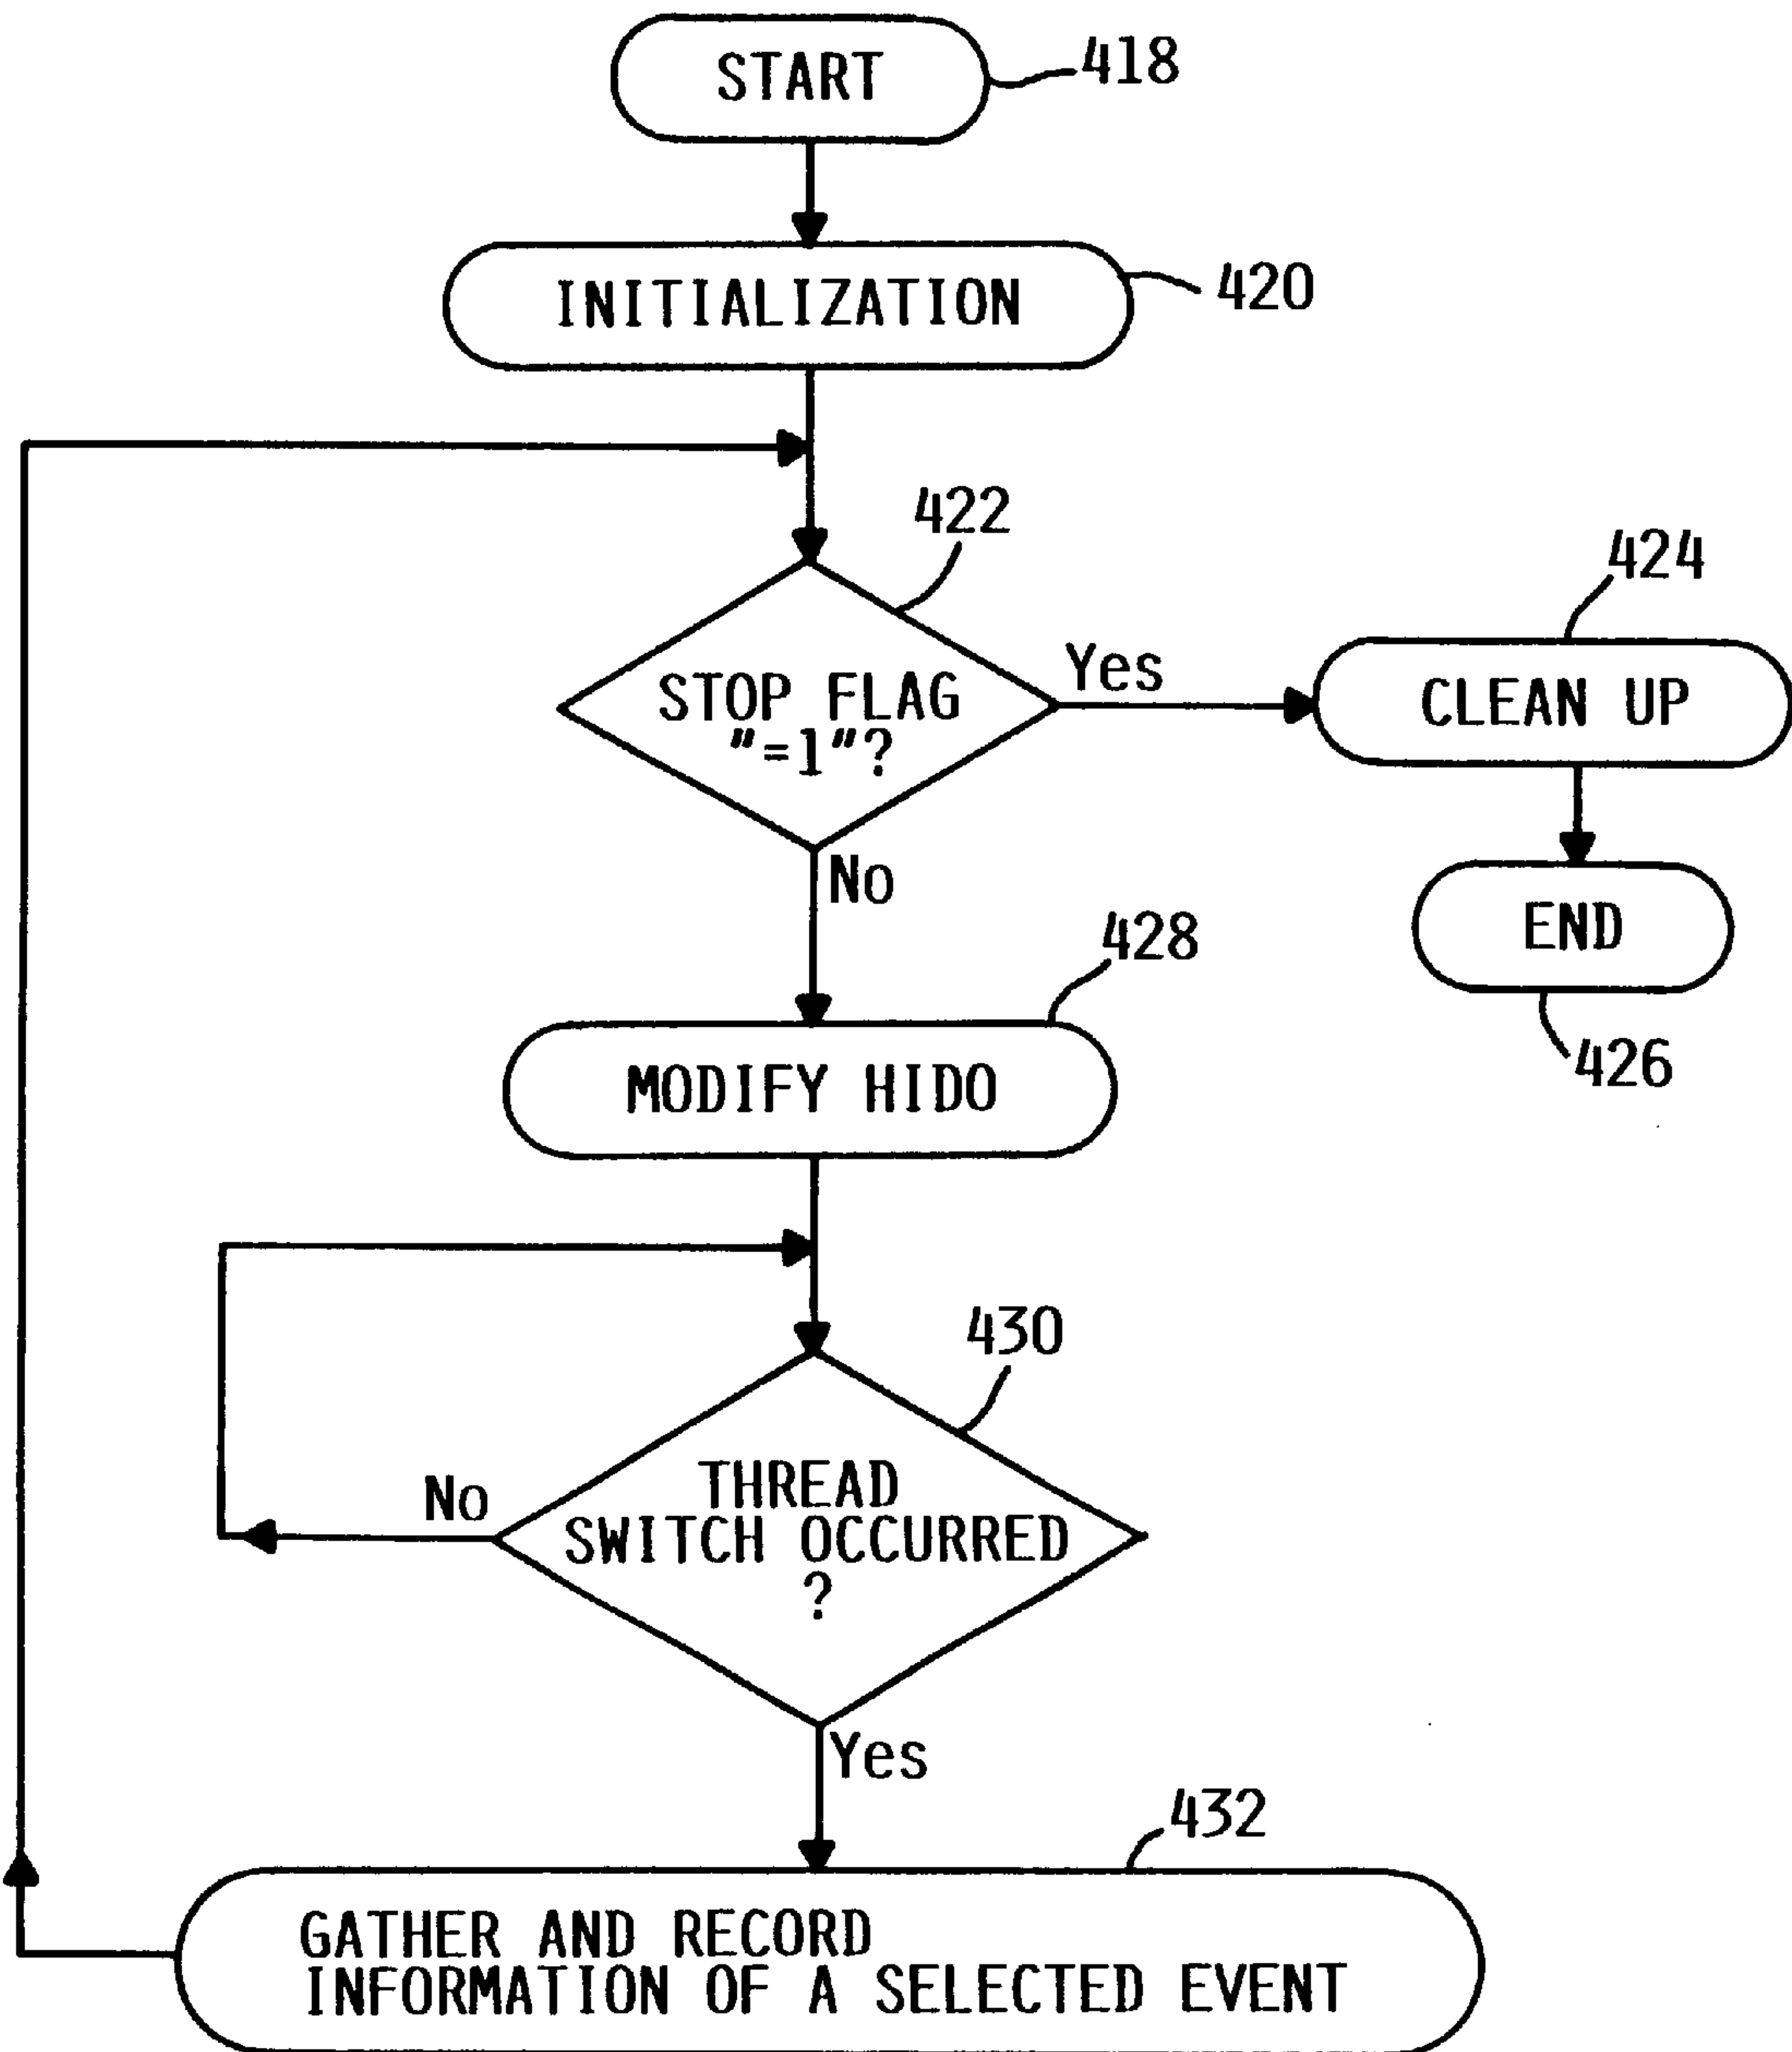 START
418
INITIALIZATION
420
422
STOP FLAG
"=1"?
Yes
424
CLEAN UP
No
END
426
428
MODIFY HIDO
430
THREAD
SWITCH OCCURRED
?
No
Yes
432
GATHER AND RECORD
INFORMATION OF A SELECTED EVENT